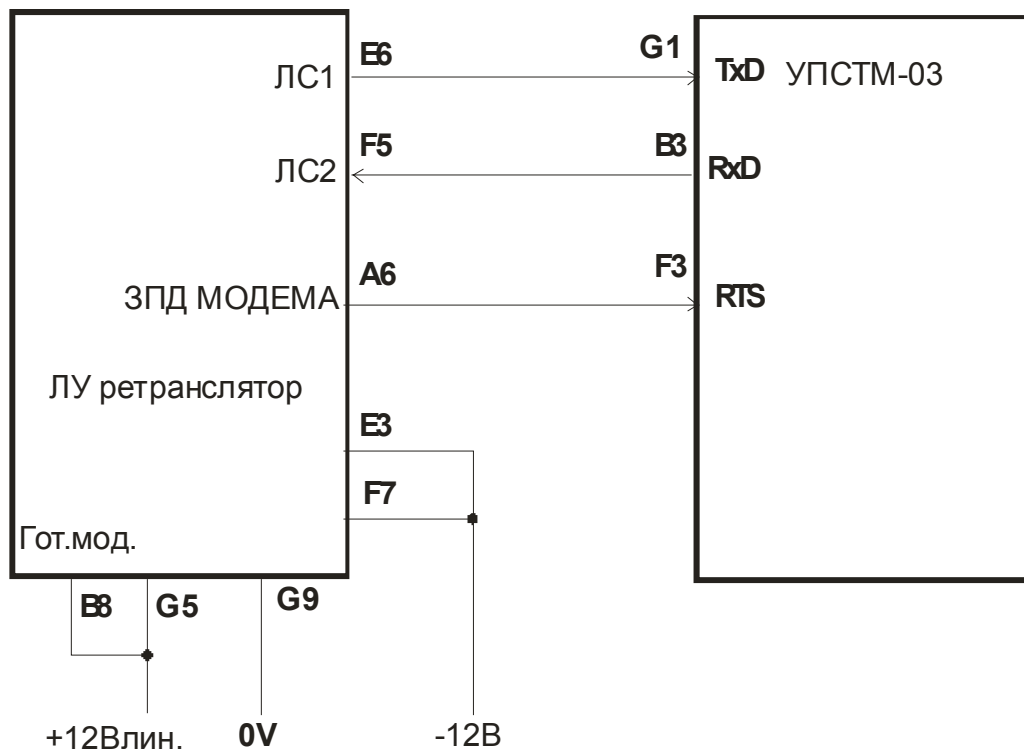 E6 G1
ЛС1 TxD УПСТМ-03
F5 B3
ЛС2 RxD
A6 F3
ЗПД МОДЕМА RTS
ЛУ ретранслятор
E3
F7
Гот.мод.
B8 G5 G9
+12Влин. 0V -12В